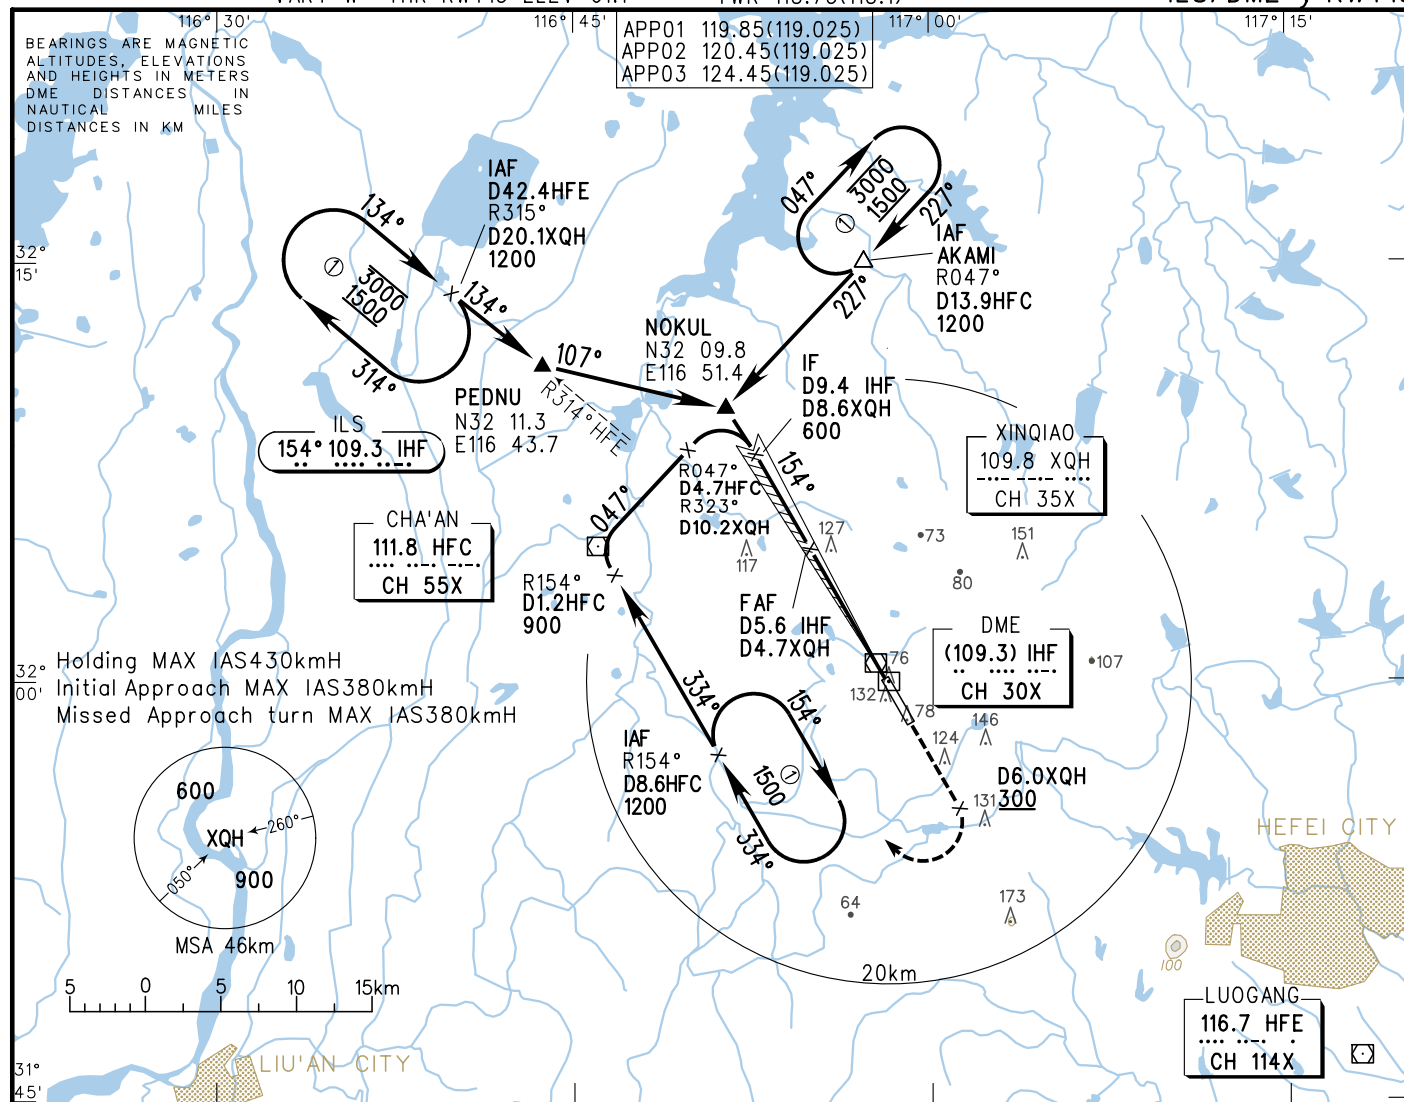 116°30'
116°45'
117°00'
117°15'
BEARINGS ARE MAGNETIC
ALTITUDES, ELEVATIONS
AND HEIGHTS IN METERS
DME DISTANCES IN
NAUTICAL MILES
DISTANCES IN KM
APP01 119.85(119.025)
APP02 120.45(119.025)
APP03 124.45(119.025)
IAF
D42.4HFE
R315°
D20.1XQH
1200
134°
①
3000
1500
314°
134°
047°
3000
1500
①
227°
IAF
AKAMI
R047°
D13.9HFC
1200
227°
32°
15'
NOKUL
N32 09.8
E116 51.4
107°
PEDNU
N32 11.3
E116 43.7
R314°HFE
IF
D9.4 IHF
D8.6XQH
600
ILS
154° 109.3 IHF
XINQIAO
109.8 XQH
CH 35X
154°
R047°
D4.7HFC
R323°
D10.2XQH
047°
CHA'AN
111.8 HFC
CH 55X
127
117
73
151
80
R154°
D1.2HFC
900
FAF
D5.6 IHF
D4.7XQH
DME
(109.3) IHF
CH 30X
107
76
132
78
146
124
131
32°
00'
Holding MAX IAS430kmH
Initial Approach MAX IAS380kmH
Missed Approach turn MAX IAS380kmH
334°
154°
IAF
R154°
D8.6HFC
1200
1500
①
334°
D6.0XQH
300
600
XQH
260°
050°
900
MSA 46km
HEFEI CITY
64
173
100
20km
5 0 5 10 15km
LUOGANG
116.7 HFE
CH 114X
LIU'AN CITY
31°
45'